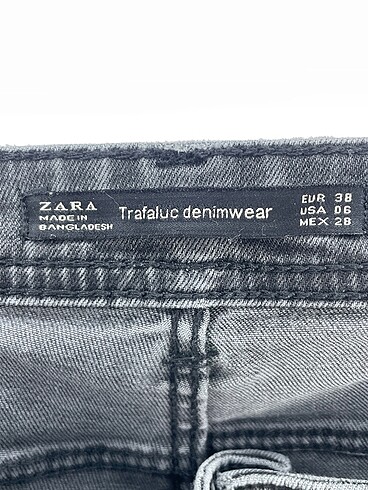 ZARA
MADE IN
BANGLADESH
Trafaluc denimwear
EUR 38
USA 06
MEX 28